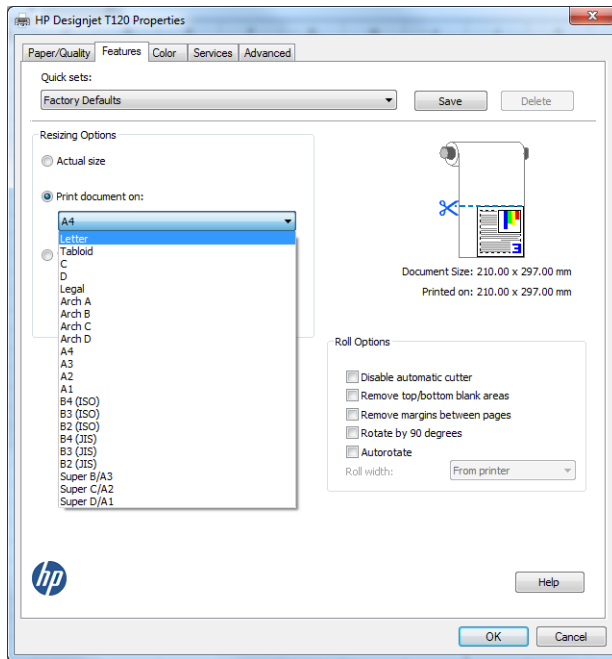 HP Designjet T120 Properties
Paper/Quality Features Color Services Advanced
Quick sets:
Factory Defaults
Save
Delete
Resizing Options
Actual size
Print document on:
A4
Letter
Tabloid
C
D
Legal
Arch A
Arch B
Arch C
Arch D
A4
A3
A2
A1
B4 (ISO)
B3 (ISO)
B2 (ISO)
B4 (JIS)
B3 (JIS)
B2 (JIS)
Super B/A3
Super C/A2
Super D/A1
Document Size: 210.00 x 297.00 mm
Printed on: 210.00 x 297.00 mm
Roll Options
Disable automatic cutter
Remove top/bottom blank areas
Remove margins between pages
Rotate by 90 degrees
Autorotate
Roll width: From printer
hp
Help
OK Cancel